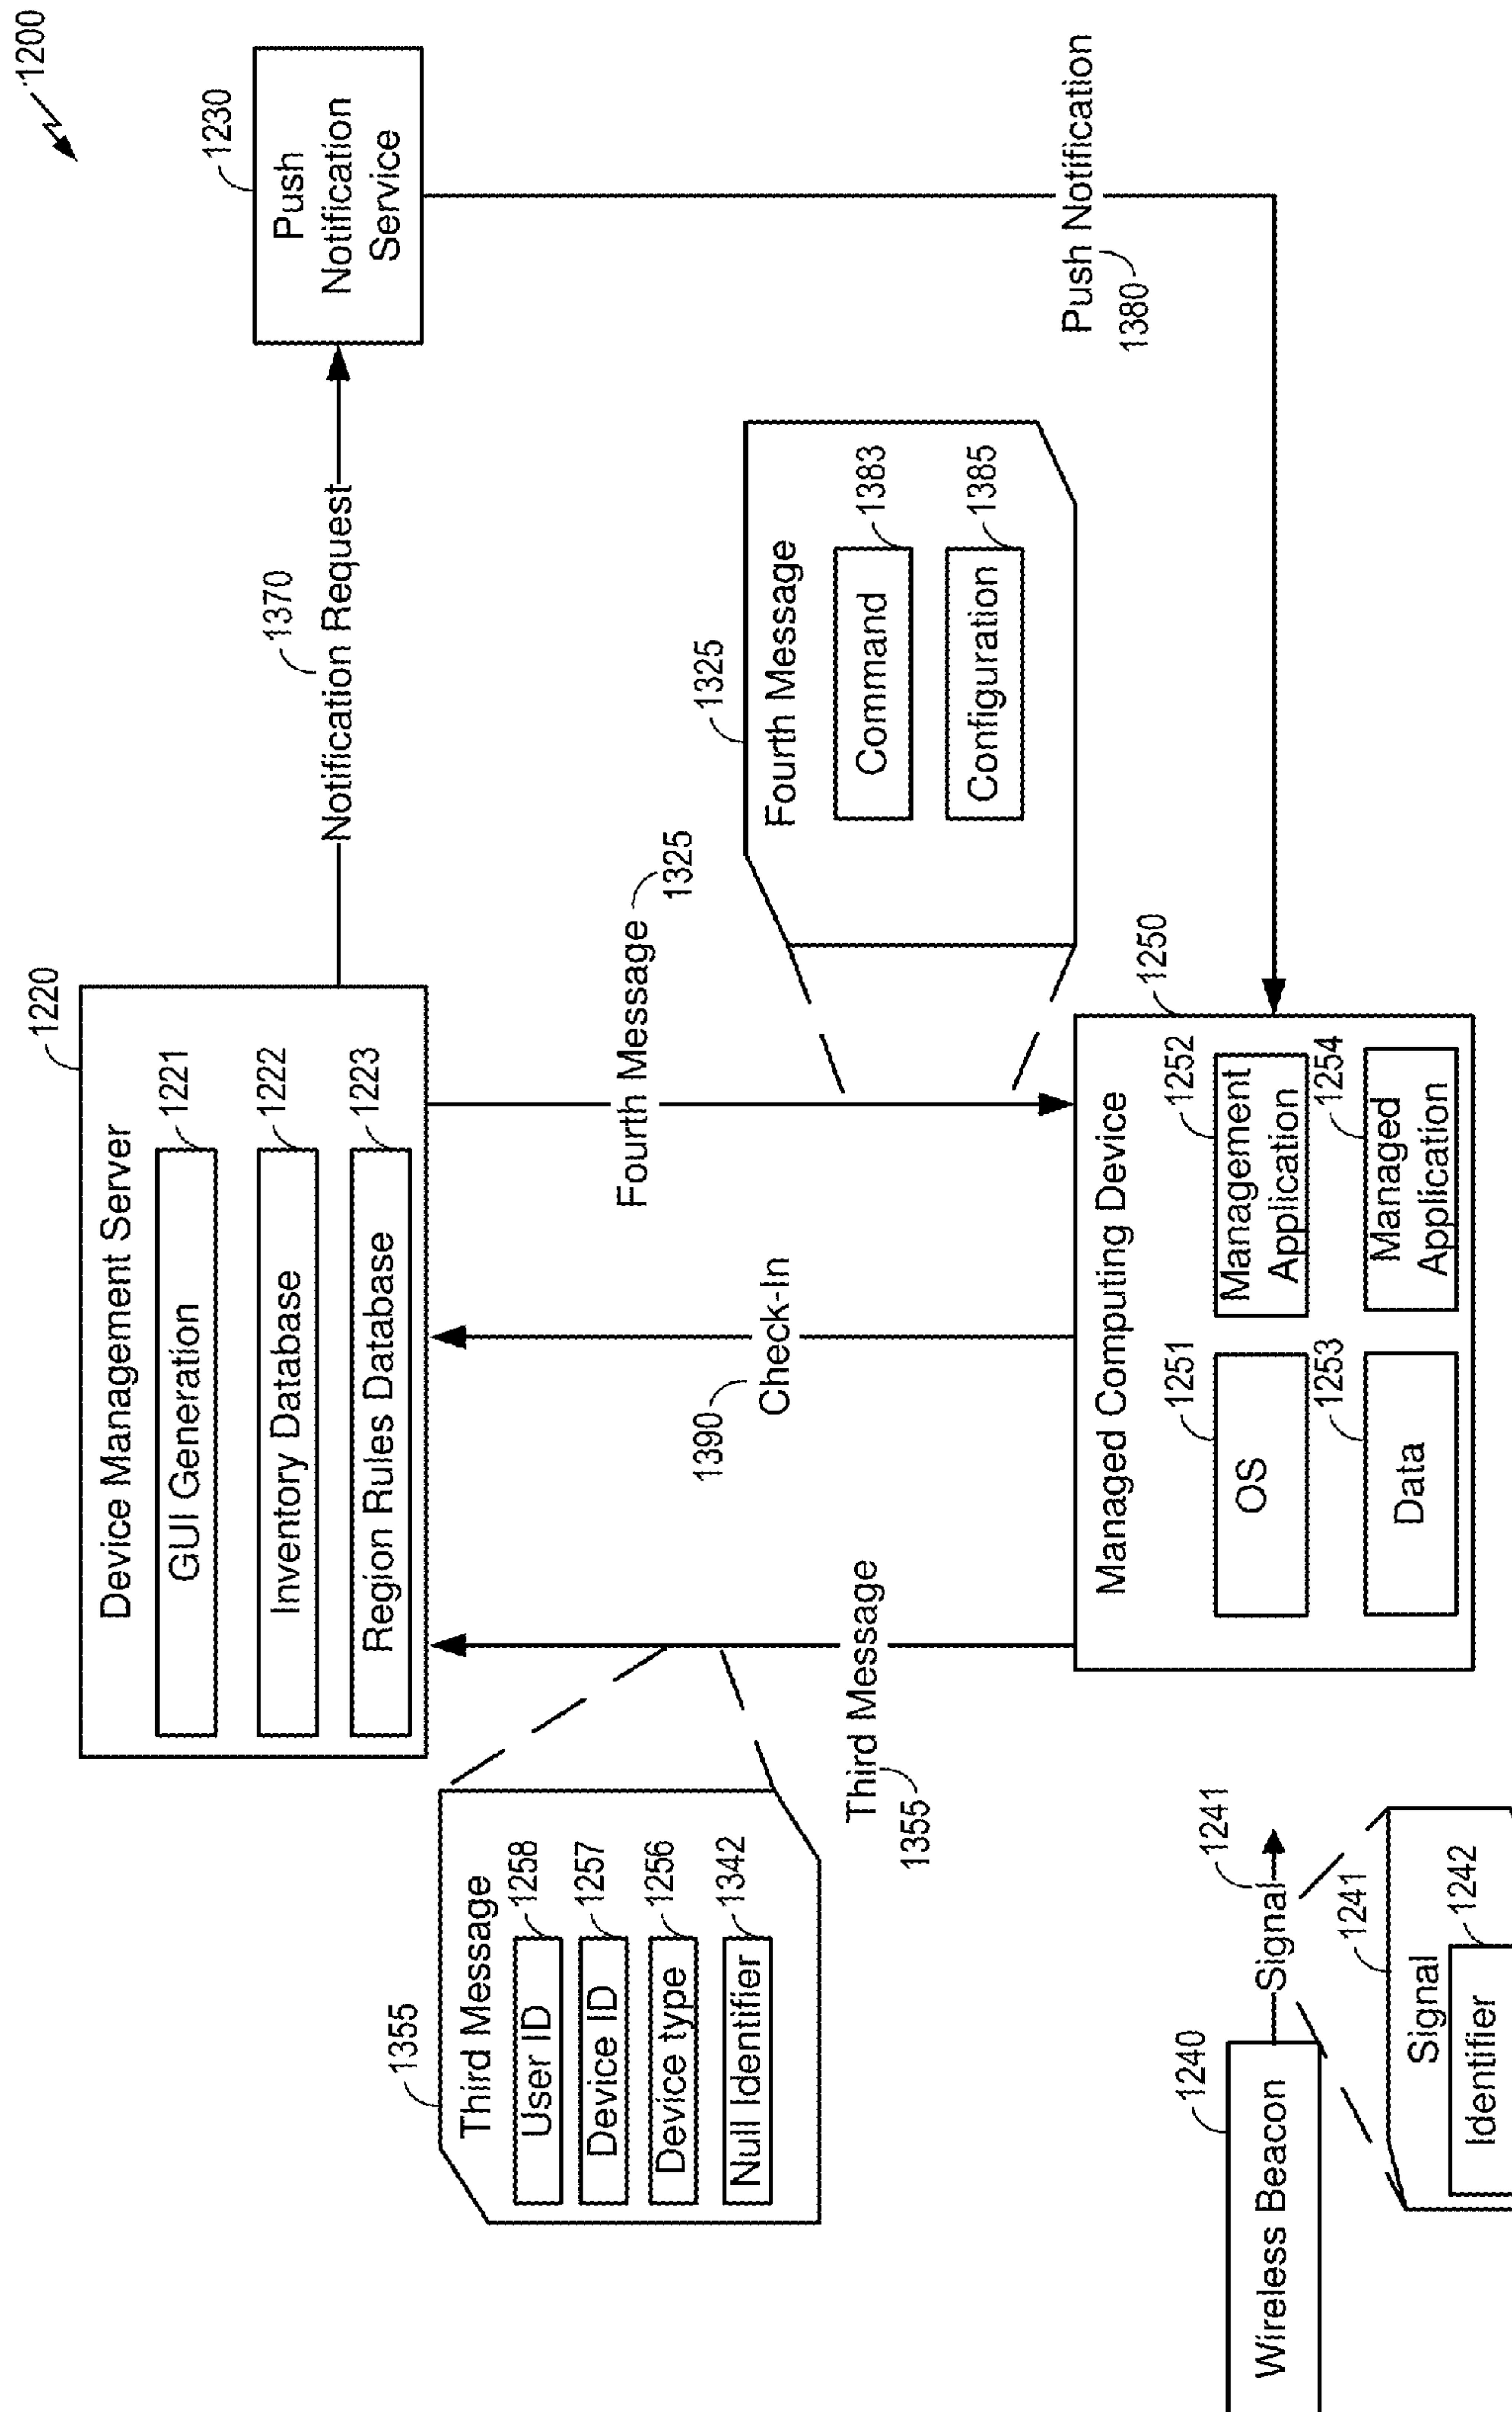 1200
1220
Device Management Server
GUI Generation
1221
Inventory Database
1222
Region Rules Database
1223
1370
Notification Request
1230
Push
Notification
Service
1355
Third Message
User ID
1258
Device ID
1257
Device type
1256
Null Identifier
1342
Third Message
1355
1390
Check-In
Fourth Message
1325
1325
Fourth Message
Command
1383
Configuration
1385
Push Notification
1380
1240
Wireless Beacon
Signal
1241
1241
Signal
Identifier
1242
1250
Managed Computing Device
OS
1251
Management
Application
1252
Data
1253
Managed
Application
1254